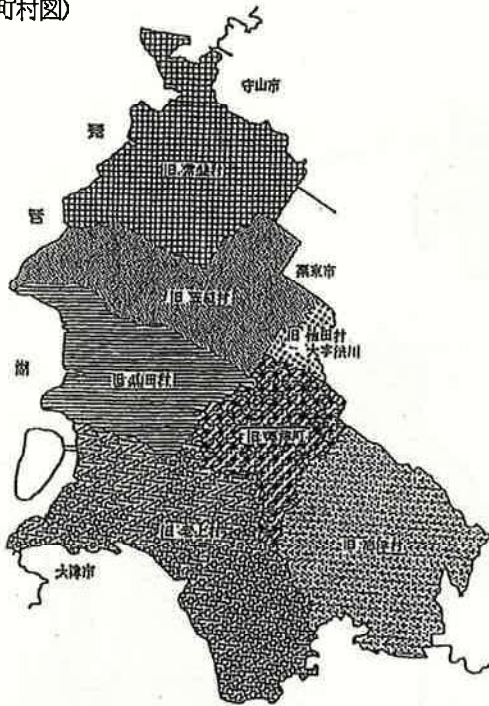 町村図)
守山市
琵
琶
湖
旧 常盤村
栗東市
旧 笠縫村
旧 治田村
大字渋川
旧 山田村
旧 草津町
旧 老上村
旧 志津村
大津市